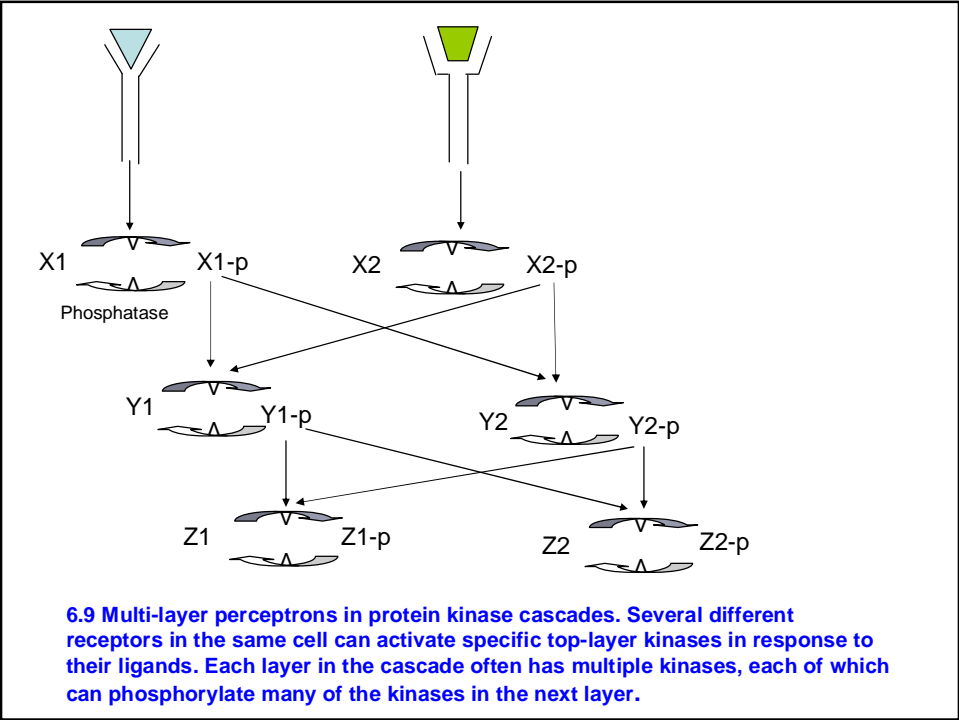 X1 X1-p X2 X2-p
Phosphatase
Y1 Y1-p Y2 Y2-p
Z1 Z1-p Z2 Z2-p
6.9 Multi-layer perceptrons in protein kinase cascades. Several different
receptors in the same cell can activate specific top-layer kinases in response to
their ligands. Each layer in the cascade often has multiple kinases, each of which
can phosphorylate many of the kinases in the next layer.